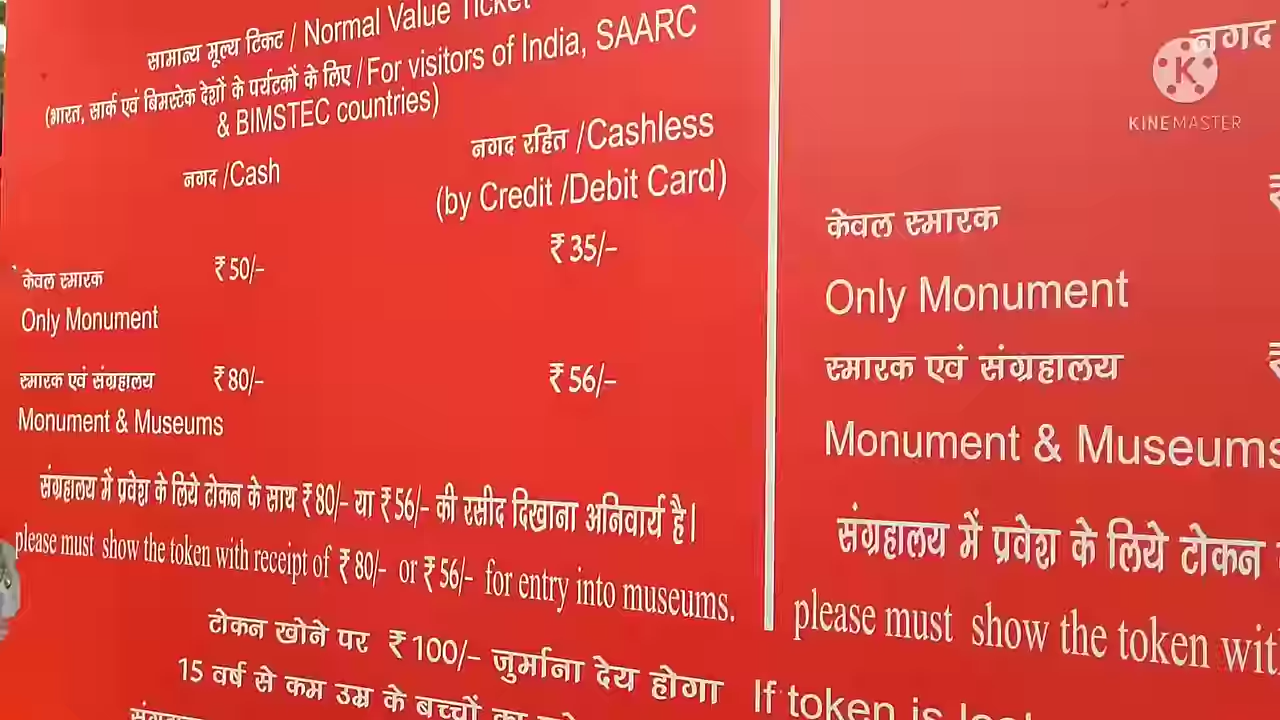 सामान्य मूल्य टिकट / Normal Value Ticket
(भारत, सार्क एवं बिमस्टेक देशों के पर्यटकों के लिए / For visitors of India, SAARC
& BIMSTEC countries)
नगद /Cash
नगद रहित /Cashless
(by Credit /Debit Card)
केवल स्मारक ₹ 50/- ₹ 35/-
Only Monument
स्मारक एवं संग्रहालय ₹ 80/- ₹ 56/-
Monument & Museums
संग्रहालय में प्रवेश के लिये टोकन के साथ ₹ 80/- या ₹ 56/- की रसीद दिखाना अनिवार्य है।
please must show the token with receipt of ₹ 80/- or ₹ 56/- for entry into museums.
नगद
KINEMASTER
केवल स्मारक ₹
Only Monument
स्मारक एवं संग्रहालय ₹
Monument & Museums
संग्रहालय में प्रवेश के लिये टोकन
please must show the token with
टोकन खोने पर ₹ 100/- जुर्माना देय होगा If token is
15 वर्ष से कम उम्र के बच्चों का